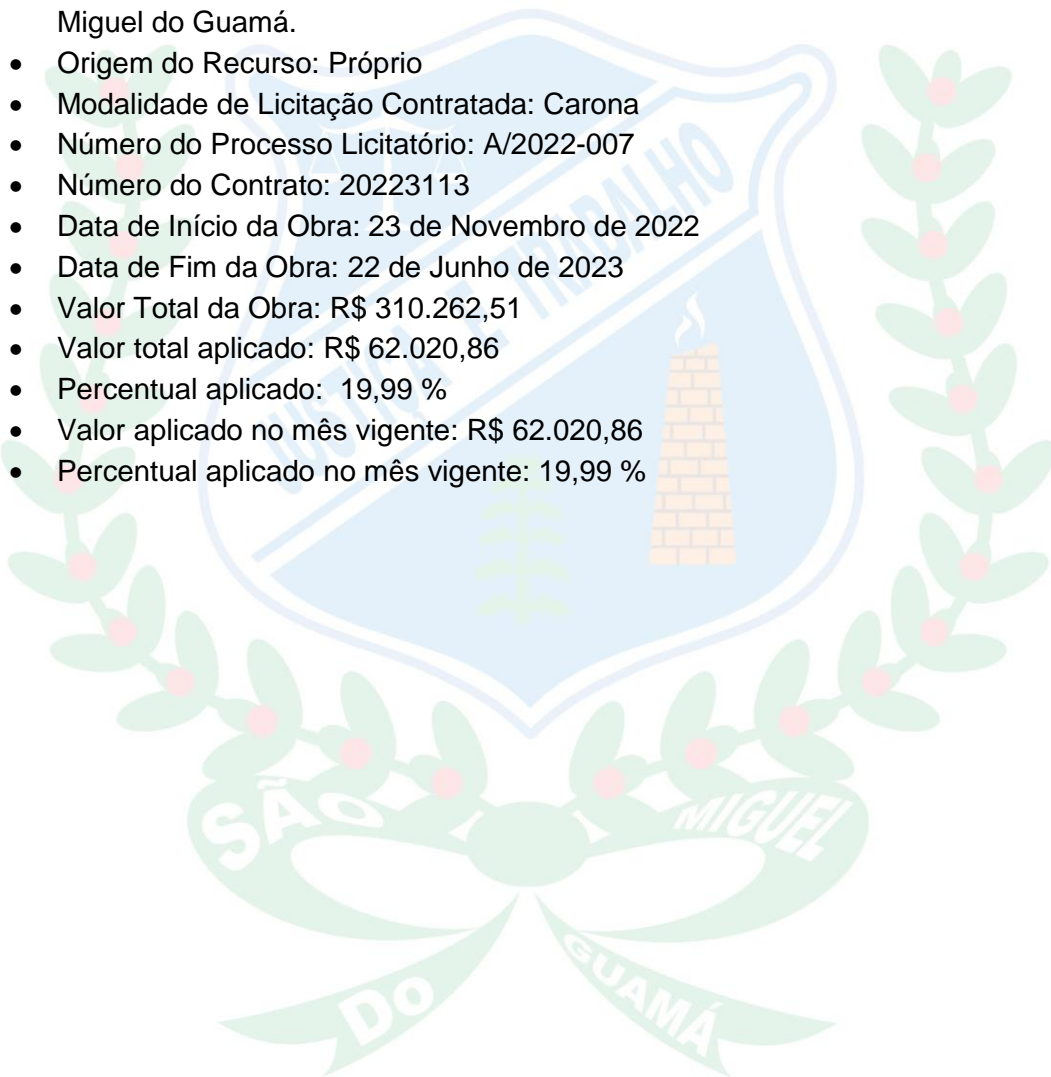 Miguel do Guamá.
• Origem do Recurso: Próprio
• Modalidade de Licitação Contratada: Carona
• Número do Processo Licitatório: A/2022-007
• Número do Contrato: 20223113
• Data de Início da Obra: 23 de Novembro de 2022
• Data de Fim da Obra: 22 de Junho de 2023
• Valor Total da Obra: R$ 310.262,51
• Valor total aplicado: R$ 62.020,86
• Percentual aplicado:  19,99 %
• Valor aplicado no mês vigente: R$ 62.020,86
• Percentual aplicado no mês vigente: 19,99 %
JUSTIÇA E TRABALHO
SÃO MIGUEL
DO GUAMÁ